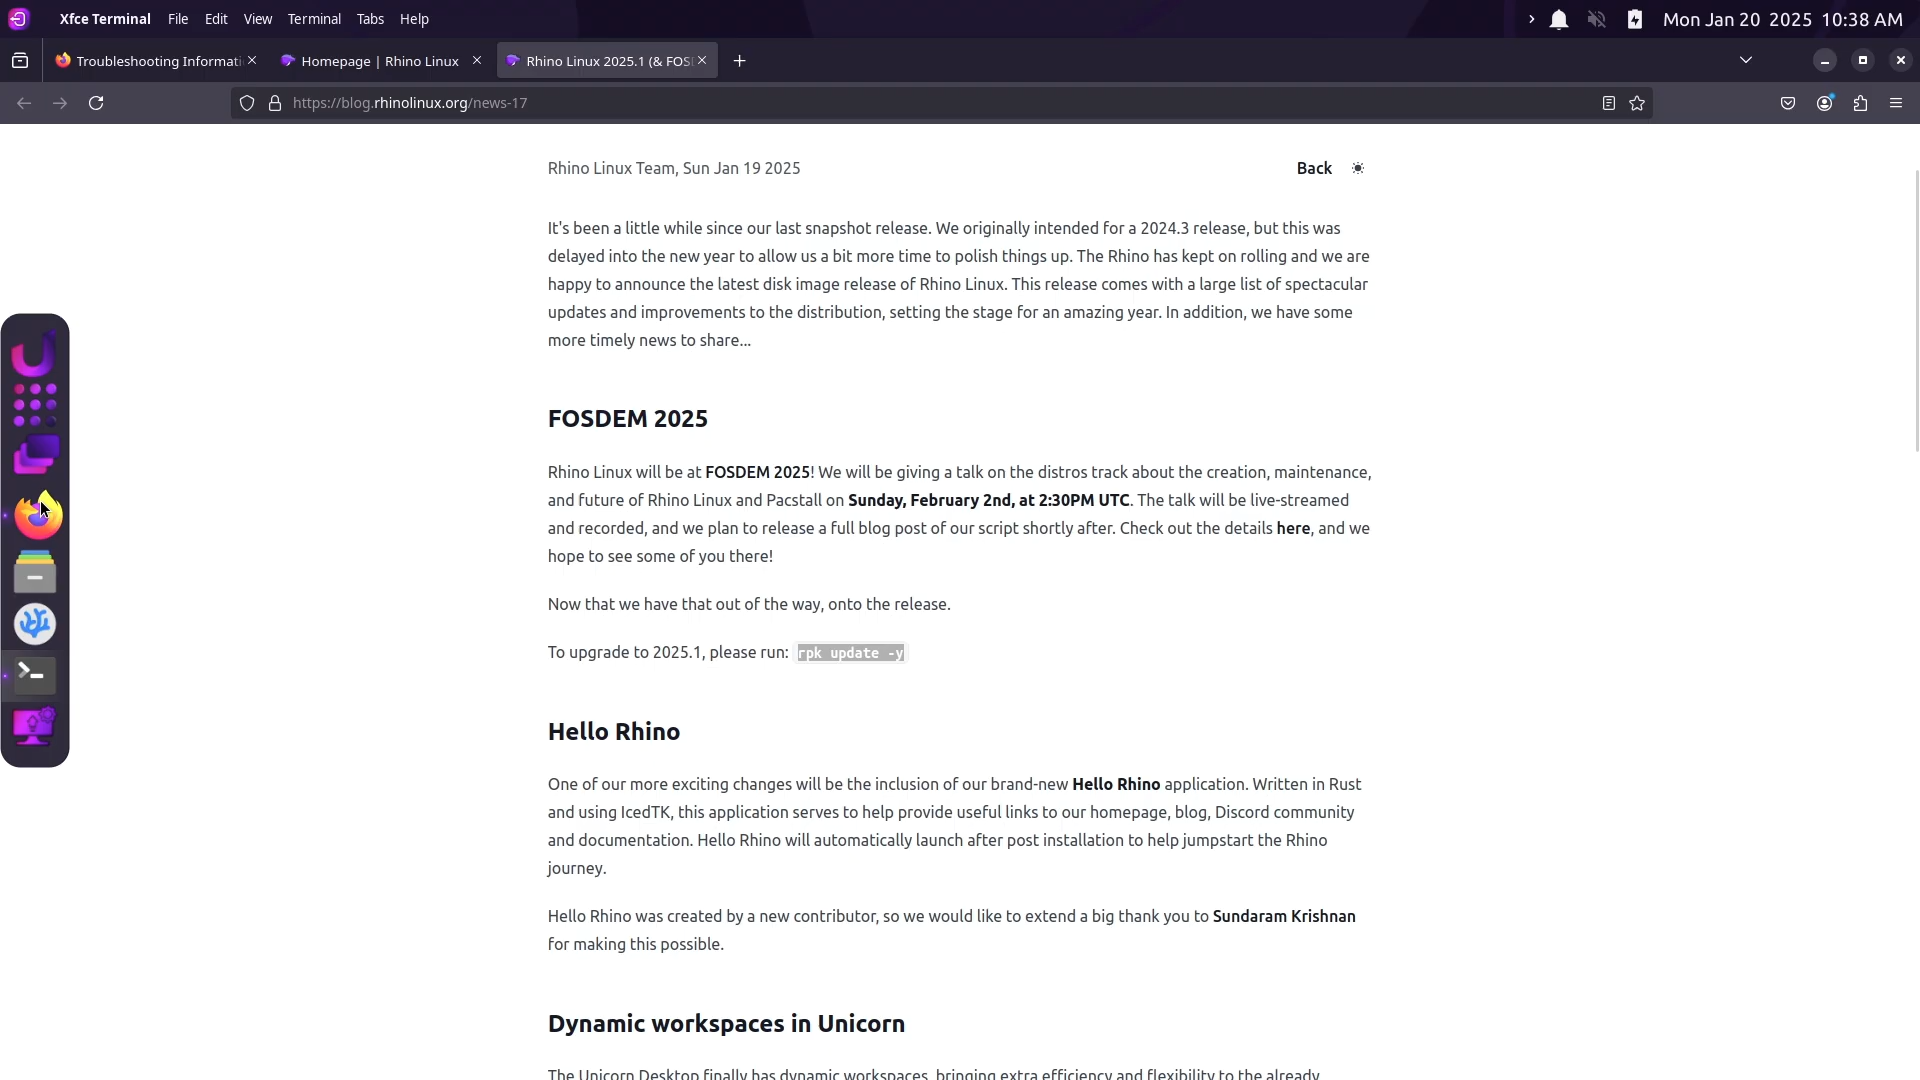 Xfce Terminal File Edit View Terminal Tabs Help
Mon Jan 20 2025 10:38 AM
Troubleshooting Informati
Homepage | Rhino Linux
Rhino Linux 2025.1 (& FOS
https://blog.rhinolinux.org/news-17
Rhino Linux Team, Sun Jan 19 2025
Back
It's been a little while since our last snapshot release. We originally intended for a 2024.3 release, but this was
delayed into the new year to allow us a bit more time to polish things up. The Rhino has kept on rolling and we are
happy to announce the latest disk image release of Rhino Linux. This release comes with a large list of spectacular
updates and improvements to the distribution, setting the stage for an amazing year. In addition, we have some
more timely news to share...
FOSDEM 2025
Rhino Linux will be at FOSDEM 2025! We will be giving a talk on the distros track about the creation, maintenance,
and future of Rhino Linux and Pacstall on Sunday, February 2nd, at 2:30PM UTC. The talk will be live-streamed
and recorded, and we plan to release a full blog post of our script shortly after. Check out the details here, and we
hope to see some of you there!
Now that we have that out of the way, onto the release.
To upgrade to 2025.1, please run: rpk update -y
Hello Rhino
One of our more exciting changes will be the inclusion of our brand-new Hello Rhino application. Written in Rust
and using IcedTK, this application serves to help provide useful links to our homepage, blog, Discord community
and documentation. Hello Rhino will automatically launch after post installation to help jumpstart the Rhino
journey.
Hello Rhino was created by a new contributor, so we would like to extend a big thank you to Sundaram Krishnan
for making this possible.
Dynamic workspaces in Unicorn
The Unicorn Desktop finally has dynamic workspaces, bringing extra efficiency and flexibility to the already